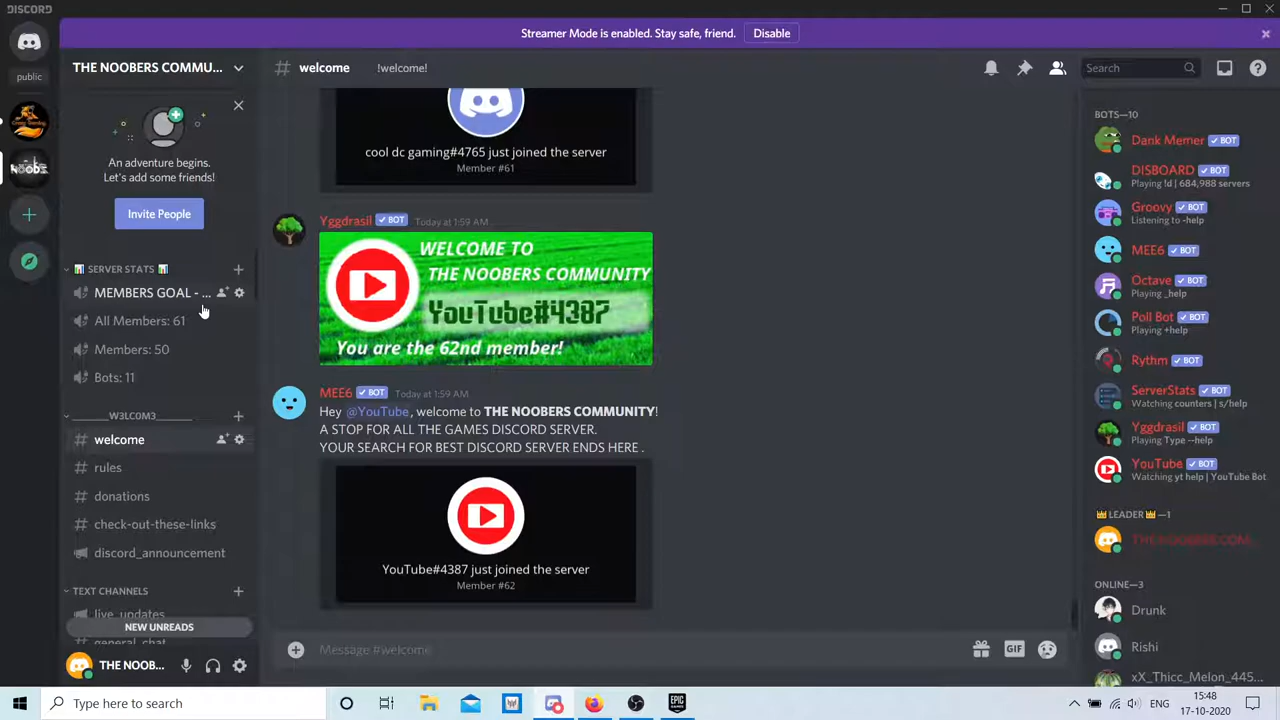 DISCORD
Streamer Mode is enabled. Stay safe, friend. Disable
public
THE NOOBERS COMMU...
# welcome !welcome!
Search
An adventure begins.
Let's add some friends!
Invite People
SERVER STATS
MEMBERS GOAL - ...
All Members: 61
Members: 50
Bots: 11
_____W3LC0M3_____
# welcome
# rules
# donations
# check-out-these-links
discord_announcement
TEXT CHANNELS
live_updates
NEW UNREADS
general_chat
THE NOOB...
cool dc gaming#4765 just joined the server
Member #61
Yggdrasil BOT Today at 1:59 AM
WELCOME TO
THE NOOBERS COMMUNITY
YouTube#4387
You are the 62nd member!
MEE6 BOT Today at 1:59 AM
Hey @YouTube, welcome to THE NOOBERS COMMUNITY!
A STOP FOR ALL THE GAMES DISCORD SERVER.
YOUR SEARCH FOR BEST DISCORD SERVER ENDS HERE .
YouTube#4387 just joined the server
Member #62
Message #welcome
GIF
BOTS—10
Dank Memer BOT
DISBOARD BOT
Playing !d | 684,988 servers
Groovy BOT
Listening to -help
MEE6 BOT
Octave BOT
Playing _help
Poll Bot BOT
Playing +help
Rythm BOT
ServerStats BOT
Watching counters | s/help
Yggdrasil BOT
Playing Type --help
YouTube BOT
Watching yt help | YouTube Bot
LEADER —1
THE NOOBERS COM...
ONLINE—3
Drunk
Rishi
xX_Thicc_Melon_445...
Type here to search
EPIC GAMES
ENG
15:48
17-10-2020